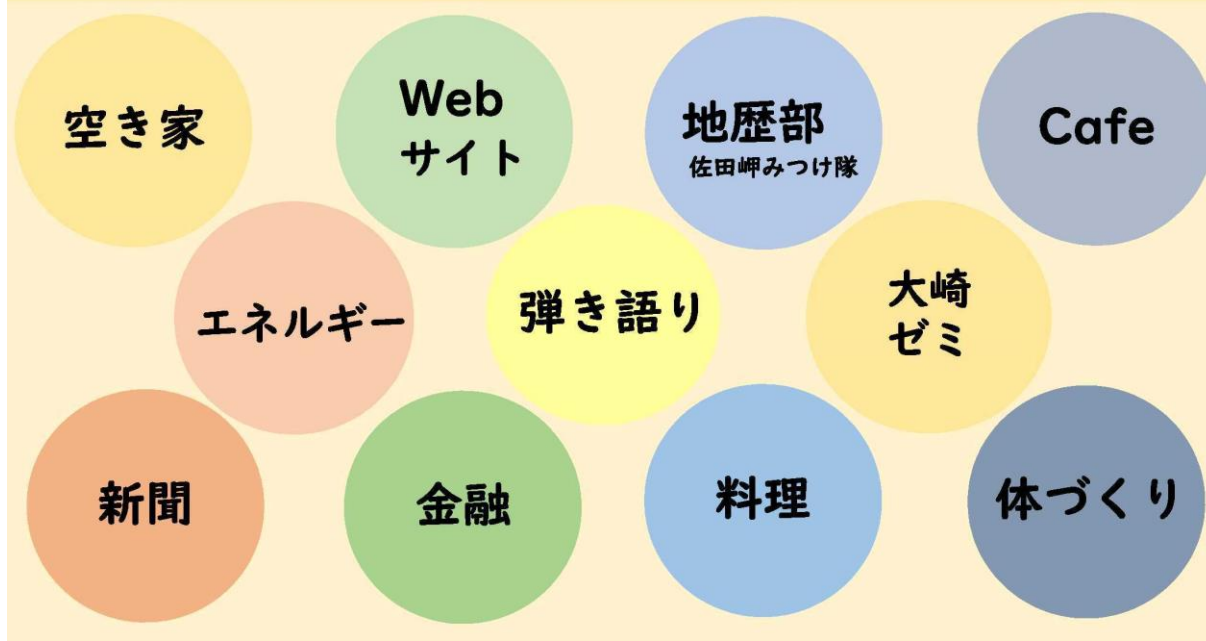 空き家
Web
サイト
地歴部
佐田岬みつけ隊
Cafe
エネルギー
弾き語り
大崎
ゼミ
新聞
金融
料理
体づくり